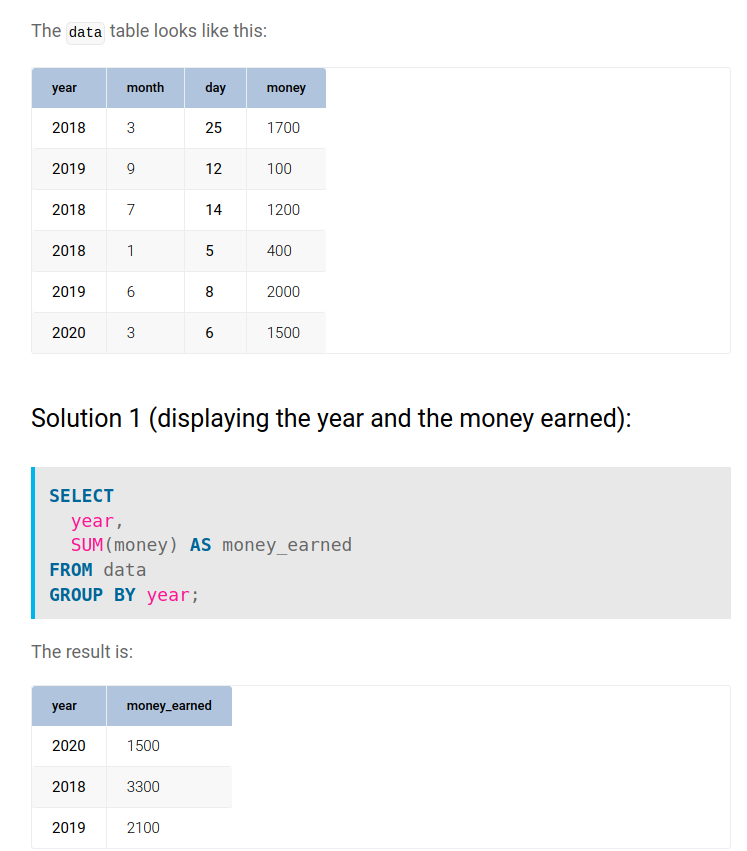 The data table looks like this:
year month day money
2018 3 25 1700
2019 9 12 100
2018 7 14 1200
2018 1 5 400
2019 6 8 2000
2020 3 6 1500
Solution 1 (displaying the year and the money earned):
SELECT
year,
SUM(money) AS money_earned
FROM data
GROUP BY year;
The result is:
year money_earned
2020 1500
2018 3300
2019 2100